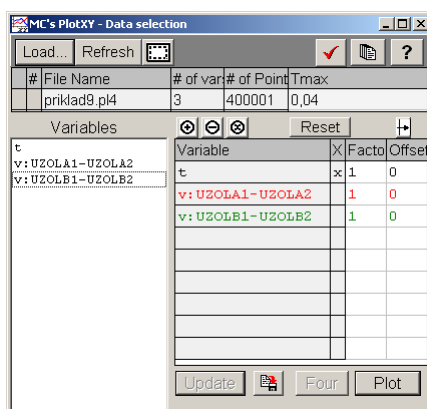 MC's PlotXY - Data selection
Load... Refresh ?
# File Name # of var: # of Point Tmax
priklad9.pl4 3 400001 0,04
Variables Reset
t
v:UZOLA1-UZOLA2
v:UZOLB1-UZOLB2
Variable X Facto Offset
t x 1 0
v:UZOLA1-UZOLA2 1 0
v:UZOLB1-UZOLB2 1 0
Update Four Plot